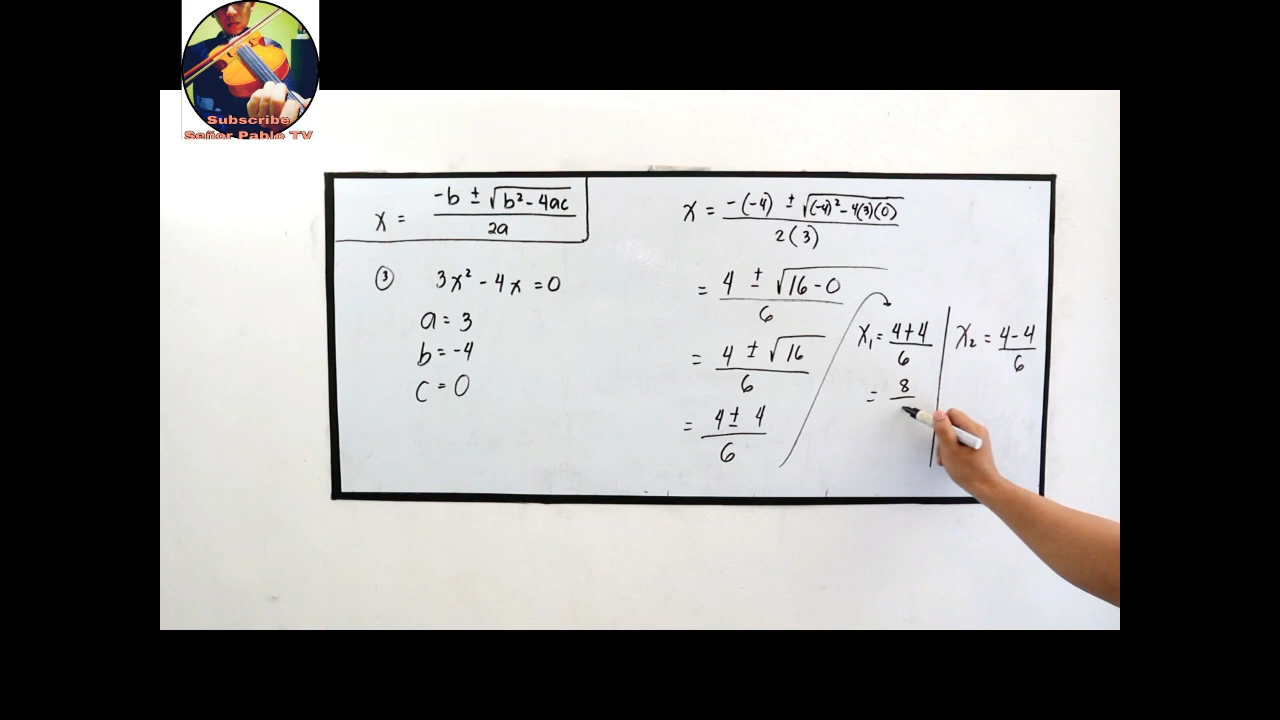 Subscribe
Señor Pablo TV
x = -b ± √b² - 4ac / 2a
③ 3x² - 4x = 0
a = 3
b = -4
c = 0
x = -(-4) ± √(-4)² - 4(3)(0) / 2(3)
= 4 ± √16 - 0 / 6
= 4 ± √16 / 6
= 4 ± 4 / 6
x₁ = 4+4 / 6
= 8
x₂ = 4-4 / 6